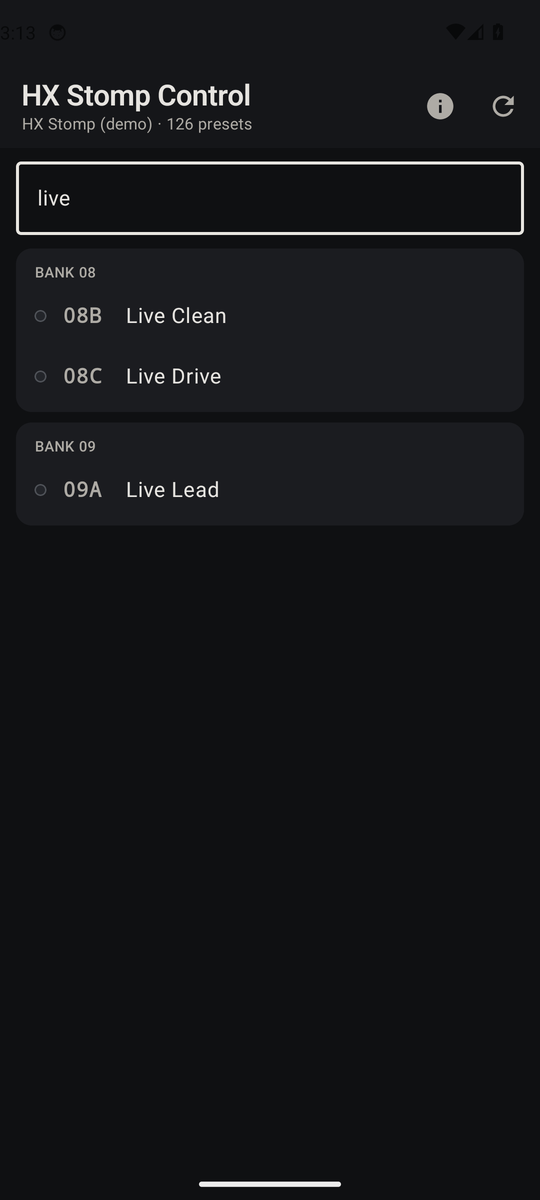 3:13
HX Stomp Control
HX Stomp (demo) · 126 presets
live
BANK 08
08B Live Clean
08C Live Drive
BANK 09
09A Live Lead